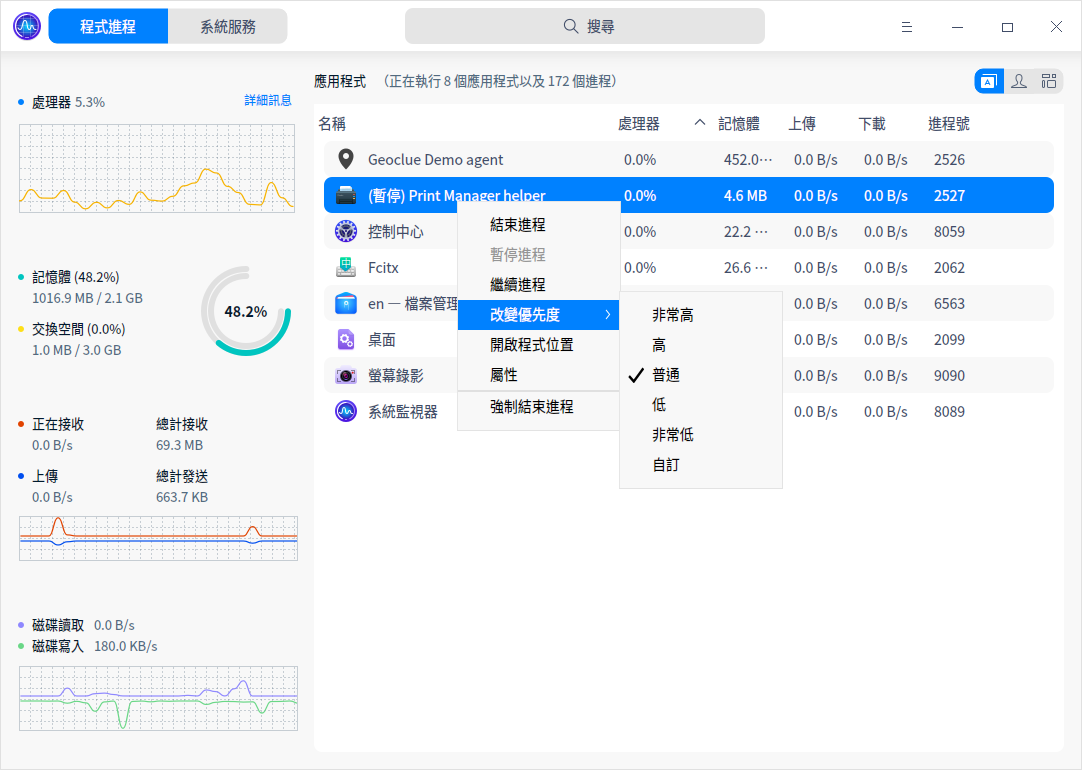 程式進程 系統服務 搜尋
處理器 5.3% 詳細訊息
記憶體 (48.2%)
1016.9 MB / 2.1 GB
48.2%
交換空間 (0.0%)
1.0 MB / 3.0 GB
正在接收 總計接收
0.0 B/s 69.3 MB
上傳 總計發送
0.0 B/s 663.7 KB
磁碟讀取 0.0 B/s
磁碟寫入 180.0 KB/s
應用程式 (正在執行 8 個應用程式以及 172 個進程)
名稱 處理器 記憶體 上傳 下載 進程號
Geoclue Demo agent 0.0% 452.0··· 0.0 B/s 0.0 B/s 2526
(暫停) Print Manager helper 0.0% 4.6 MB 0.0 B/s 0.0 B/s 2527
控制中心 0.0% 22.2 ··· 0.0 B/s 0.0 B/s 8059
Fcitx 0.0% 26.6 ··· 0.0 B/s 0.0 B/s 2062
en — 檔案管理 0.0 B/s 0.0 B/s 6563
桌面 0.0 B/s 0.0 B/s 2099
螢幕錄影 0.0 B/s 0.0 B/s 9090
系統監視器 0.0 B/s 0.0 B/s 8089
結束進程
暫停進程
繼續進程
改變優先度
開啟程式位置
屬性
強制結束進程
非常高
高
普通
低
非常低
自訂